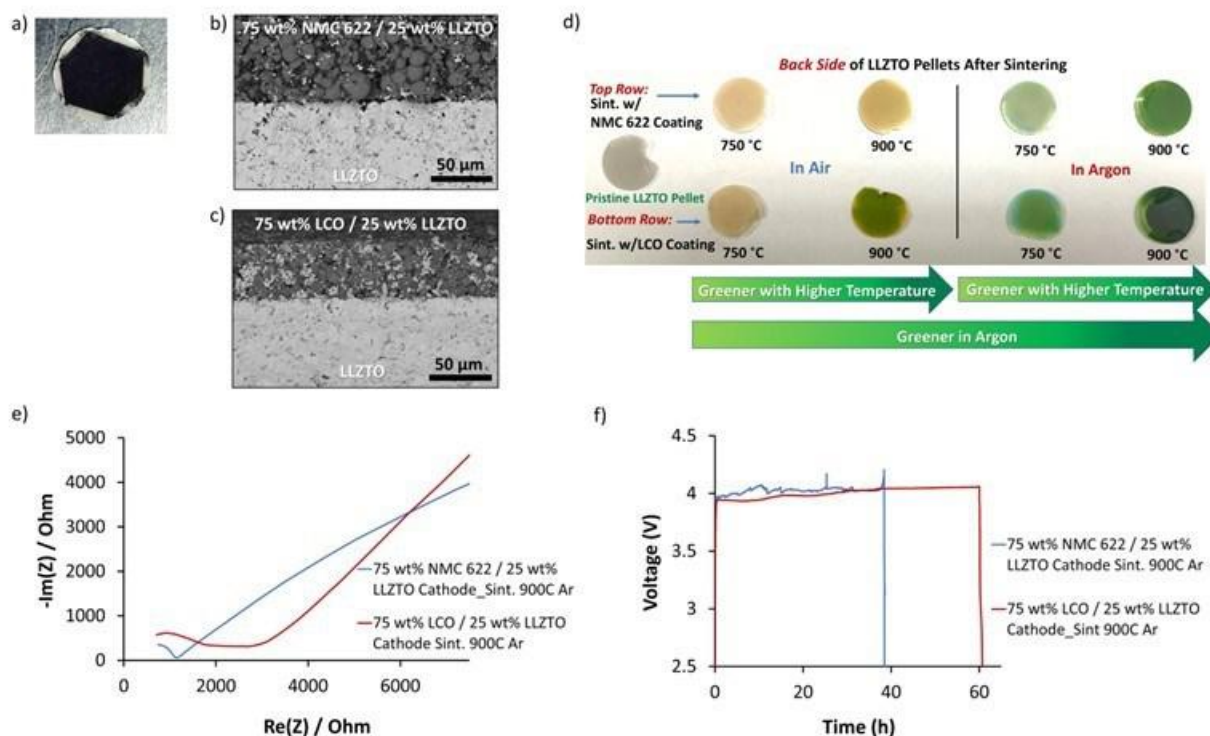 a)
b)
75 wt% NMC 622 / 25 wt% LLZTO
50 µm
LLZTO
c)
75 wt% LCO / 25 wt% LLZTO
50 µm
LLZTO
d)
Back Side of LLZTO Pellets After Sintering
Top Row:
Sint. w/
NMC 622 Coating
750 ˚C
900 ˚C
750 ˚C
900 ˚C
In Air
In Argon
Pristine LLZTO Pellet
Bottom Row:
Sint. w/LCO Coating
750 ˚C
900 ˚C
750 ˚C
900 ˚C
Greener with Higher Temperature
Greener with Higher Temperature
Greener in Argon
e)
-Im(Z) / Ohm
5000
4000
3000
2000
1000
0
0
2000
4000
6000
Re(Z) / Ohm
75 wt% NMC 622 / 25 wt%
LLZTO Cathode_Sint. 900C Ar
75 wt% LCO / 25 wt% LLZTO
Cathode Sint. 900C Ar
f)
Voltage (V)
4.5
4
3.5
3
2.5
0
20
40
60
Time (h)
75 wt% NMC 622 / 25 wt%
LLZTO Cathode Sint. 900C Ar
75 wt% LCO / 25 wt% LLZTO
Cathode_Sint 900C Ar